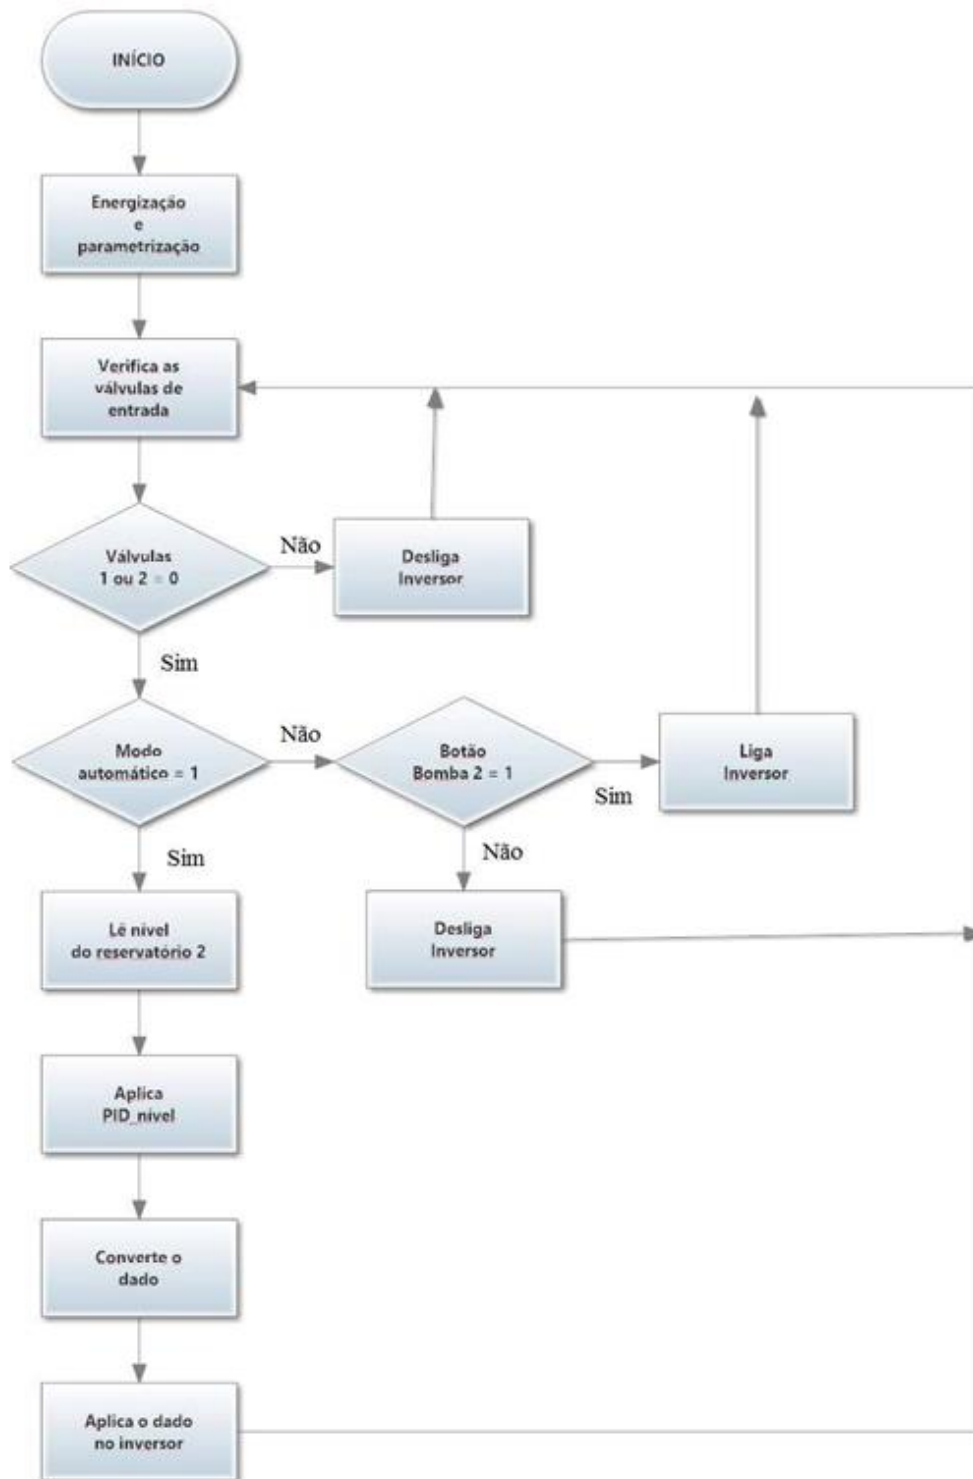 INÍCIO
Energização
e
parametrização
Verifica as
válvulas de
entrada
Válvulas
1 ou 2 = 0
Não
Desliga
Inversor
Sim
Modo
automático = 1
Não
Botão
Bomba 2 = 1
Sim
Liga
Inversor
Sim
Não
Lê nível
do reservatório 2
Desliga
Inversor
Aplica
PID_nível
Converte o
dado
Aplica o dado
no inversor